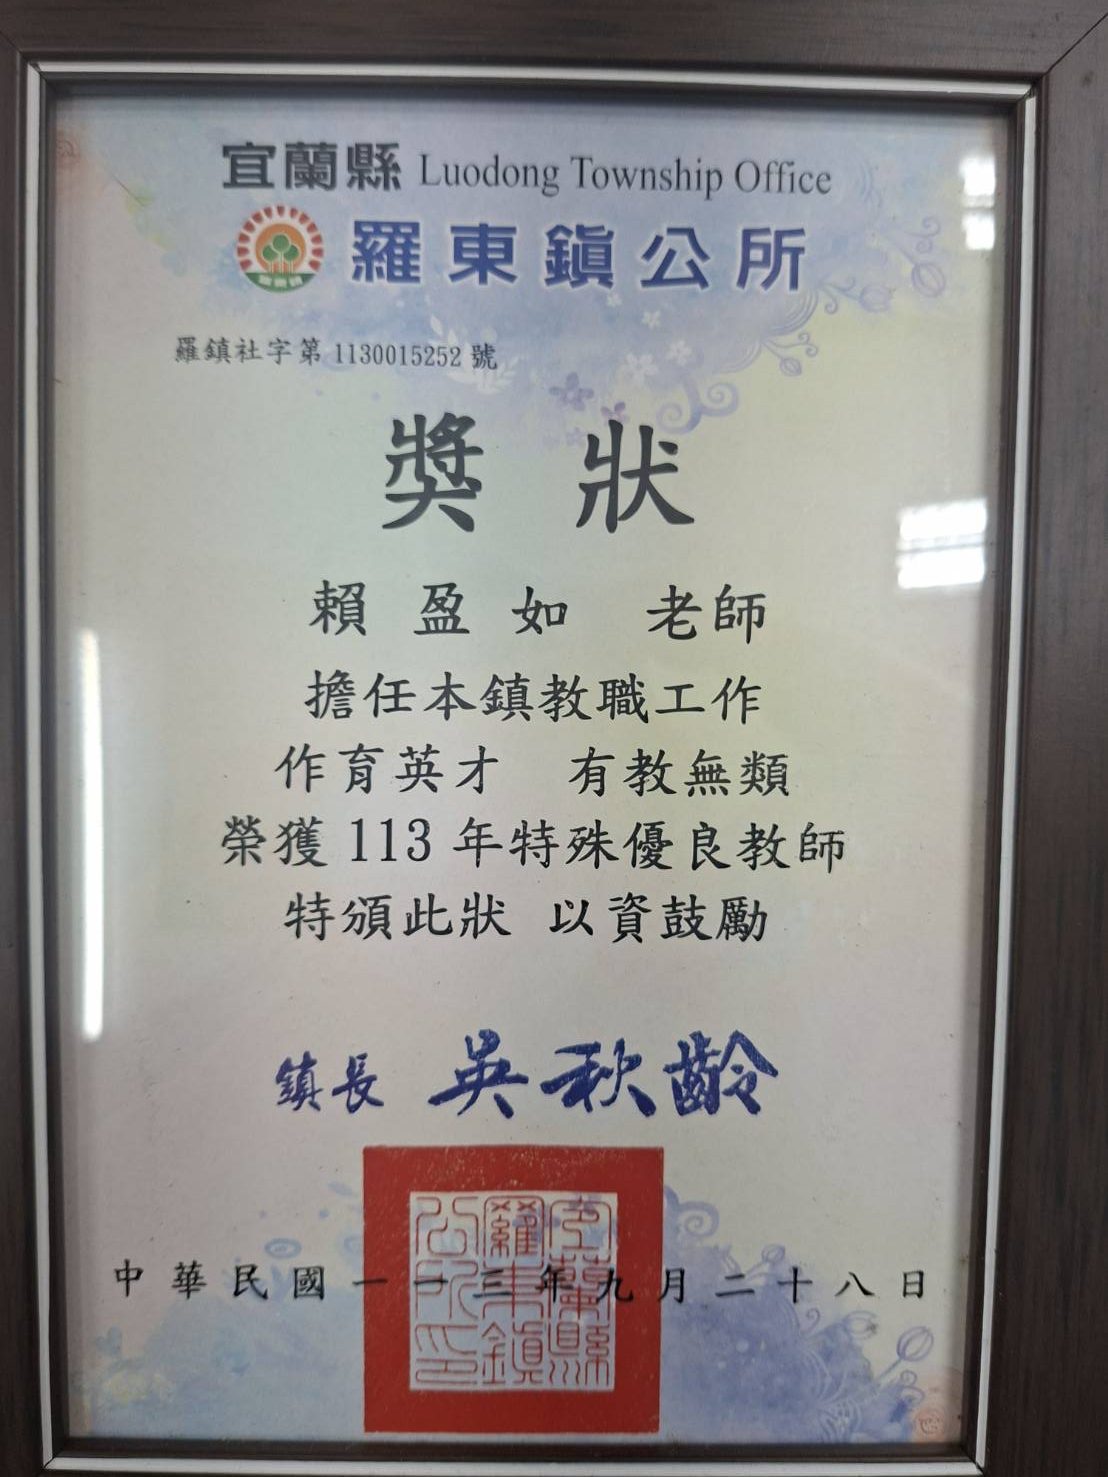 宜蘭縣 Luodong Township Office
羅東鎮公所
羅鎮社字第 1130015252 號
獎狀
賴盈如 老師
擔任本鎮教職工作
作育英才 有教無類
榮獲 113 年特殊優良教師
特頒此狀 以資鼓勵
鎮長 吳秋齡
宜蘭縣
羅東鎮
公所印
中華民國一一三年九月二十八日